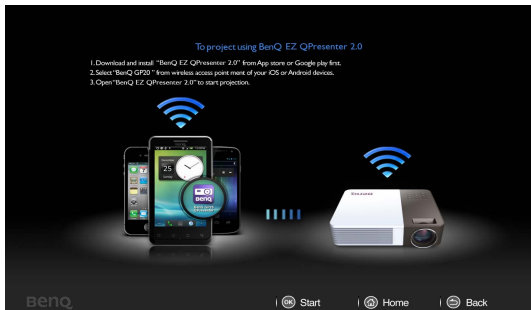 To project using BenQ EZ QPresenter 2.0
1. Download and install "BenQ EZ QPresenter 2.0" from App store or Google play first.
2.Select "BenQ GP20 " from wireless access point ment of your iOS or Android devices.
3.Open "BenQ EZ QPresenter 2.0" to start projection.
25
BenQ
BenQ
OK Start
Home
Back